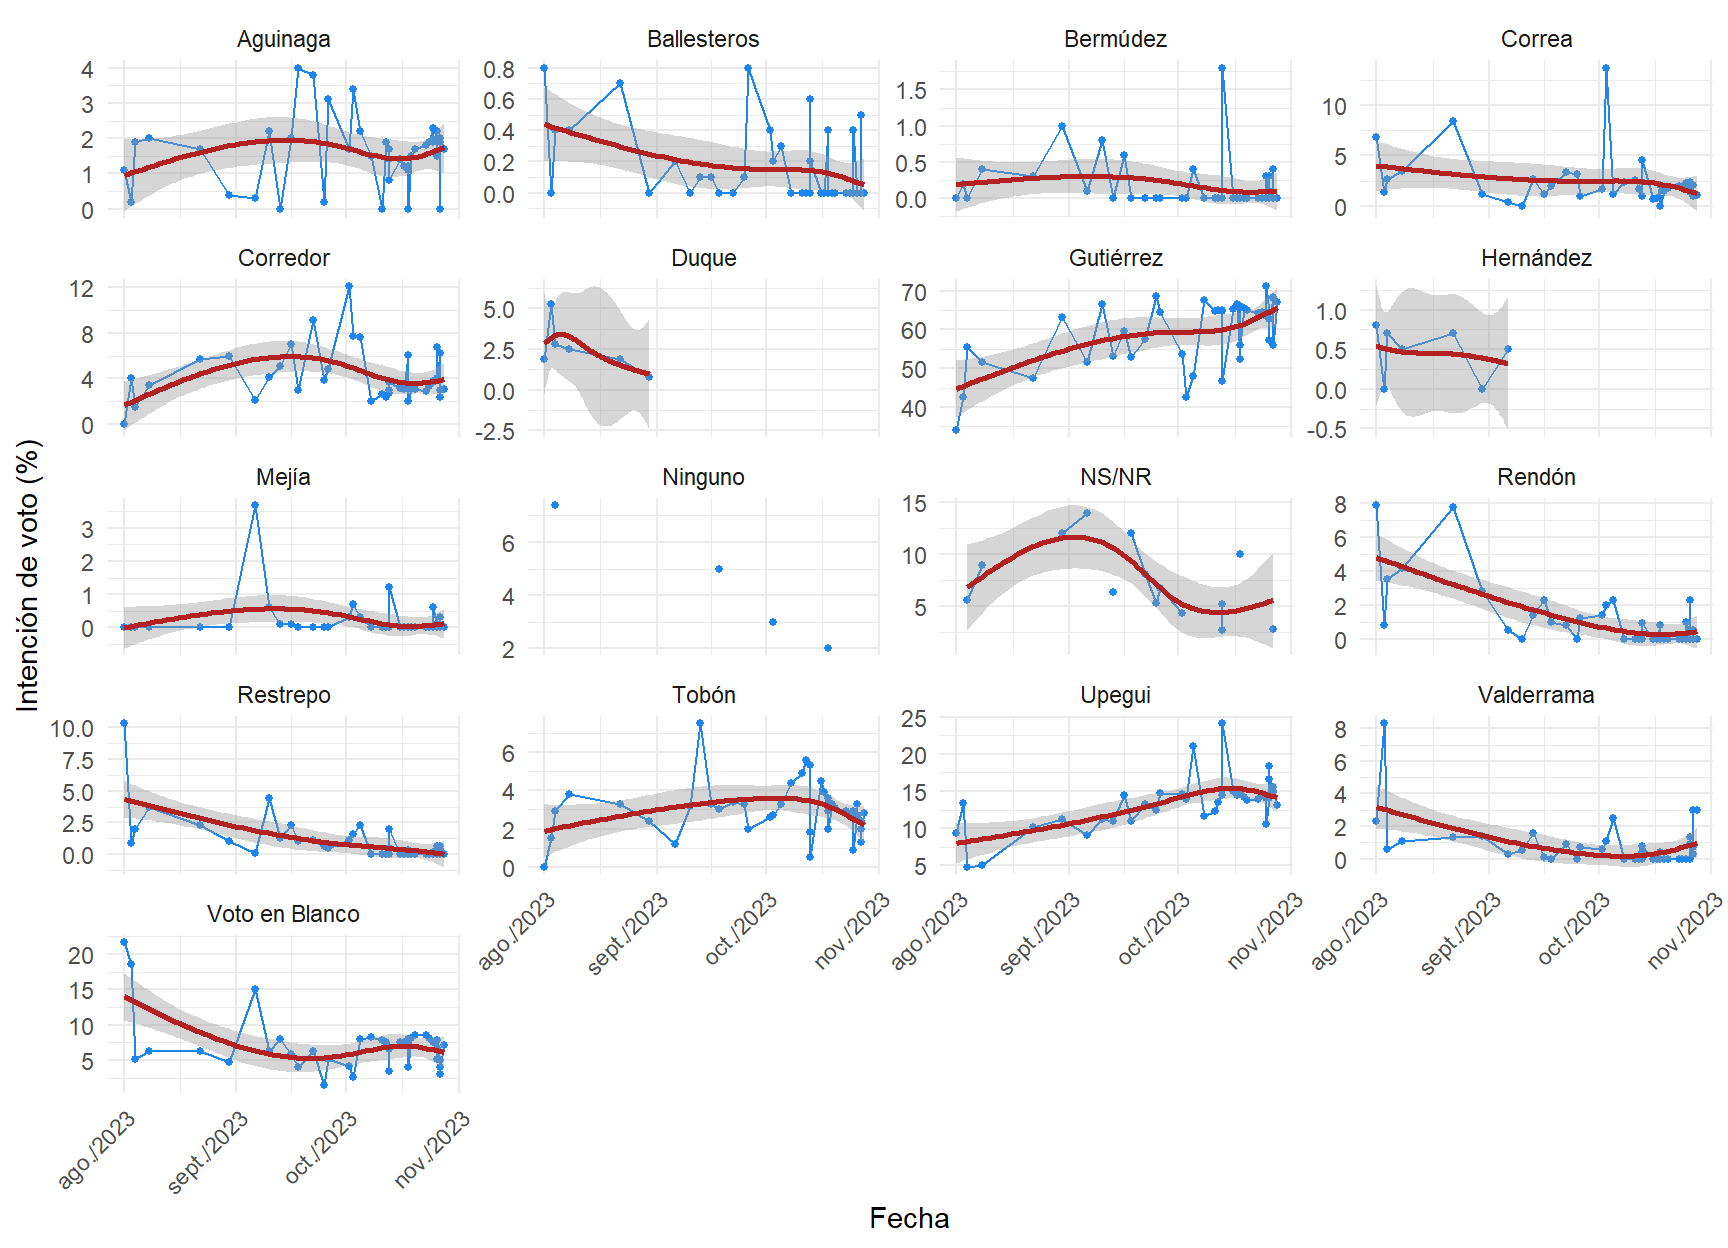 Aguinaga
Ballesteros
Bermúdez
Correa
4
3
2
1
0
0.8
0.6
0.4
0.2
0.0
1.5
1.0
0.5
0.0
10
5
0
Corredor
Duque
Gutiérrez
Hernández
12
8
4
0
5.0
2.5
0.0
-2.5
70
60
50
40
1.0
0.5
0.0
-0.5
Mejía
Ninguno
NS/NR
Rendón
3
2
1
0
6
4
2
15
10
5
8
6
4
2
0
Restrepo
Tobón
Upegui
Valderrama
10.0
7.5
5.0
2.5
0.0
6
4
2
0
25
20
15
10
5
8
6
4
2
0
Voto en Blanco
20
15
10
5
ago./2023
sept./2023
oct./2023
nov./2023
ago./2023
sept./2023
oct./2023
nov./2023
ago./2023
sept./2023
oct./2023
nov./2023
ago./2023
sept./2023
oct./2023
nov./2023
Intención de voto (%)
Fecha